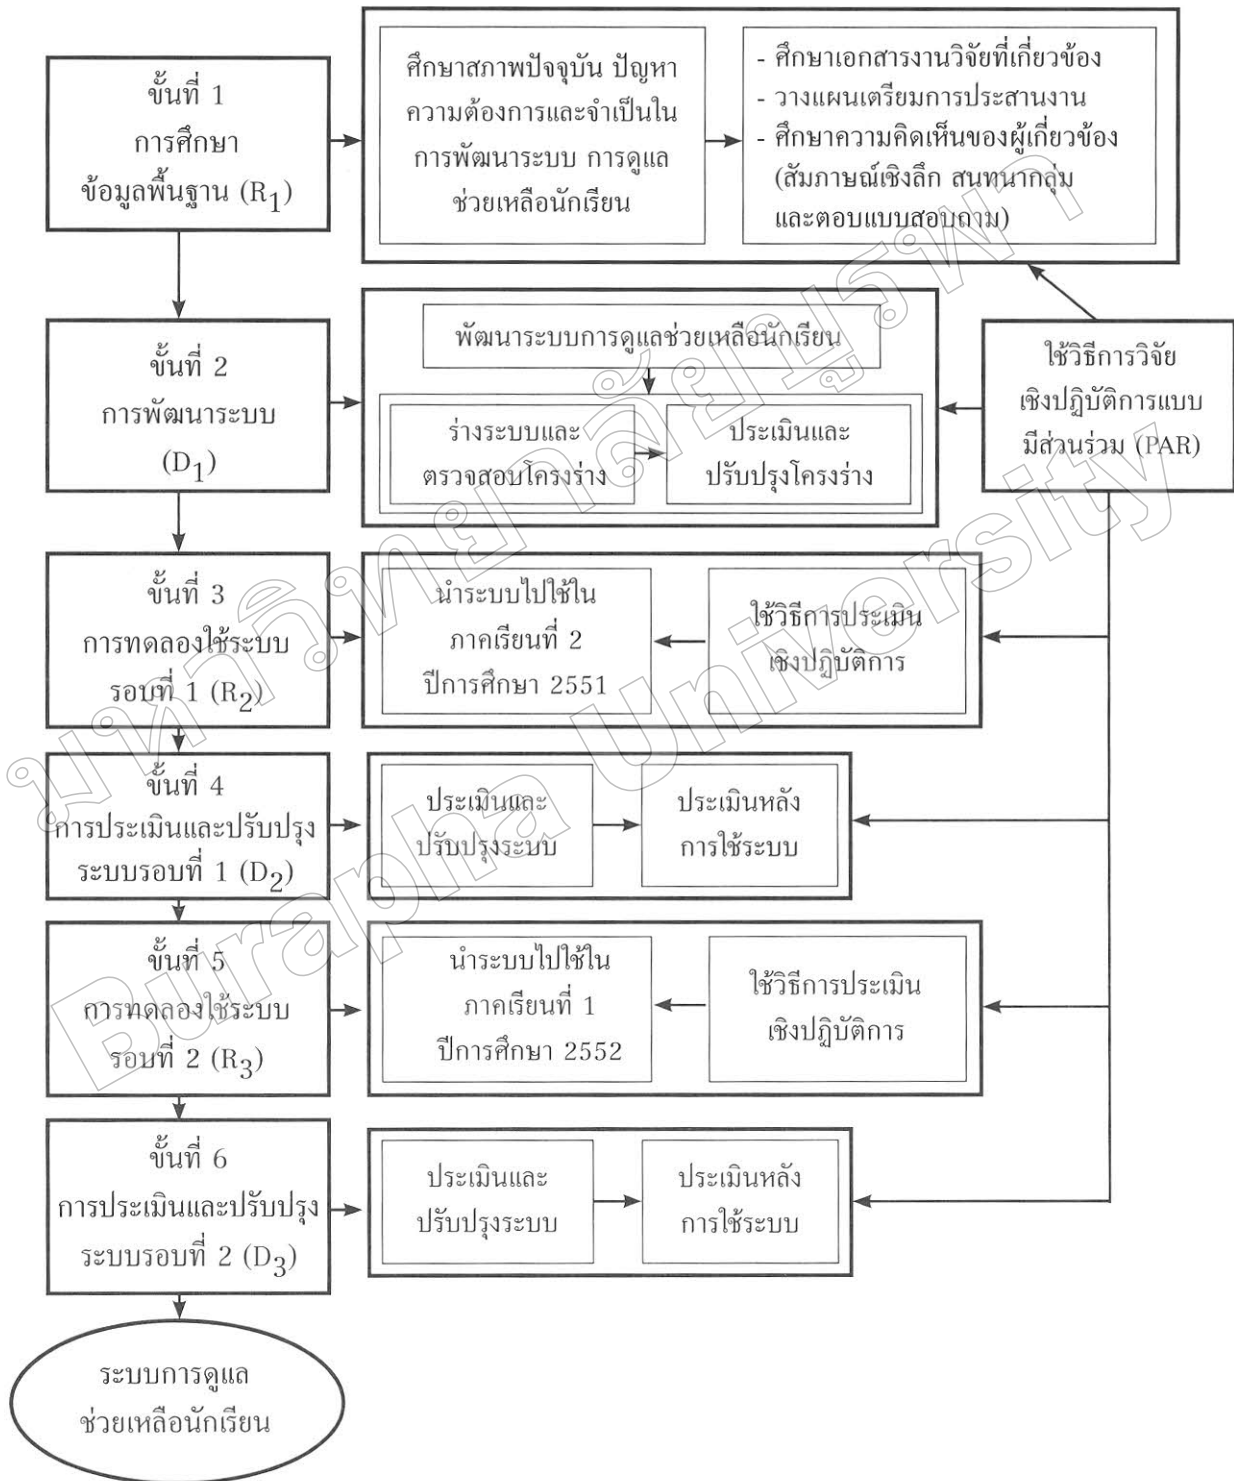 ขั้นที่ 1
การศึกษา
ข้อมูลพื้นฐาน (R1)
ศึกษาสภาพปัจจุบัน ปัญหา
ความต้องการและจำเป็นใน
การพัฒนาระบบ การดูแล
ช่วยเหลือนักเรียน
- ศึกษาเอกสารงานวิจัยที่เกี่ยวข้อง
- วางแผนเตรียมการประสานงาน
- ศึกษาความคิดเห็นของผู้เกี่ยวข้อง
(สัมภาษณ์เชิงลึก สนทนากลุ่ม
และตอบแบบสอบถาม)
ขั้นที่ 2
การพัฒนาระบบ
(D1)
พัฒนาระบบการดูแลช่วยเหลือนักเรียน
ร่างระบบและ
ตรวจสอบโครงร่าง
ประเมินและ
ปรับปรุงโครงร่าง
ใช้วิธีการวิจัย
เชิงปฏิบัติการแบบ
มีส่วนร่วม (PAR)
ขั้นที่ 3
การทดลองใช้ระบบ
รอบที่ 1 (R2)
นำระบบไปใช้ใน
ภาคเรียนที่ 2
ปีการศึกษา 2551
ใช้วิธีการประเมิน
เชิงปฏิบัติการ
ขั้นที่ 4
การประเมินและปรับปรุง
ระบบรอบที่ 1 (D2)
ประเมินและ
ปรับปรุงระบบ
ประเมินหลัง
การใช้ระบบ
ขั้นที่ 5
การทดลองใช้ระบบ
รอบที่ 2 (R3)
นำระบบไปใช้ใน
ภาคเรียนที่ 1
ปีการศึกษา 2552
ใช้วิธีการประเมิน
เชิงปฏิบัติการ
ขั้นที่ 6
การประเมินและปรับปรุง
ระบบรอบที่ 2 (D3)
ประเมินและ
ปรับปรุงระบบ
ประเมินหลัง
การใช้ระบบ
ระบบการดูแล
ช่วยเหลือนักเรียน
มหาวิทยาลัยบูรพา
Burapha University